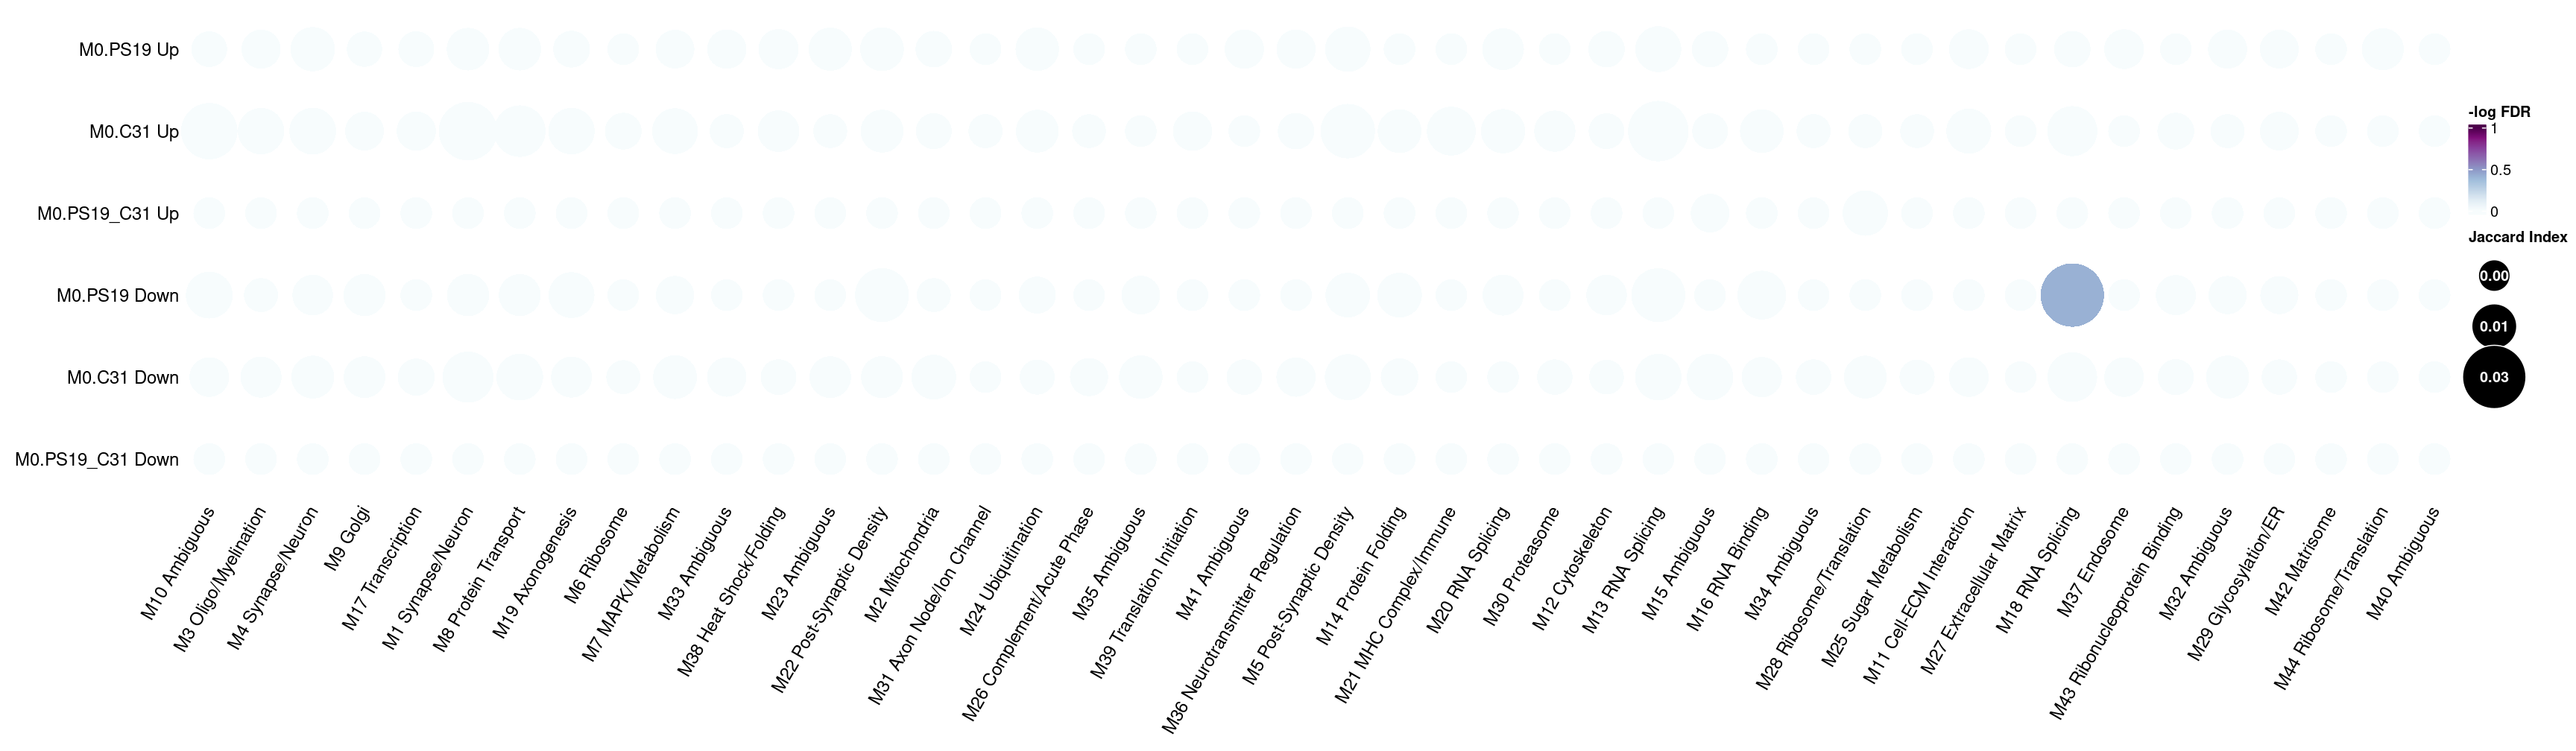 M0.PS19 Up
M0.C31 Up
M0.PS19_C31 Up
M0.PS19 Down
M0.C31 Down
M0.PS19_C31 Down
M10 Ambiguous
M3 Oligo/Myelination
M4 Synapse/Neuron
M9 Golgi
M17 Transcription
M1 Synapse/Neuron
M8 Protein Transport
M19 Axonogenesis
M6 Ribosome
M7 MAPK/Metabolism
M33 Ambiguous
M38 Heat Shock/Folding
M23 Ambiguous
M22 Post-Synaptic Density
M2 Mitochondria
M31 Axon Node/Ion Channel
M24 Ubiquitination
M26 Complement/Acute Phase
M35 Ambiguous
M39 Translation Initiation
M41 Ambiguous
M36 Neurotransmitter Regulation
M5 Post-Synaptic Density
M14 Protein Folding
M21 MHC Complex/Immune
M20 RNA Splicing
M30 Proteasome
M12 Cytoskeleton
M13 RNA Splicing
M15 Ambiguous
M16 RNA Binding
M34 Ambiguous
M28 Ribosome/Translation
M25 Sugar Metabolism
M11 Cell-ECM Interaction
M27 Extracellular Matrix
M18 RNA Splicing
M37 Endosome
M43 Ribonucleoprotein Binding
M32 Ambiguous
M29 Glycosylation/ER
M42 Matrisome
M44 Ribosome/Translation
M40 Ambiguous
-log FDR
1
0.5
0
Jaccard Index
0.00
0.01
0.03